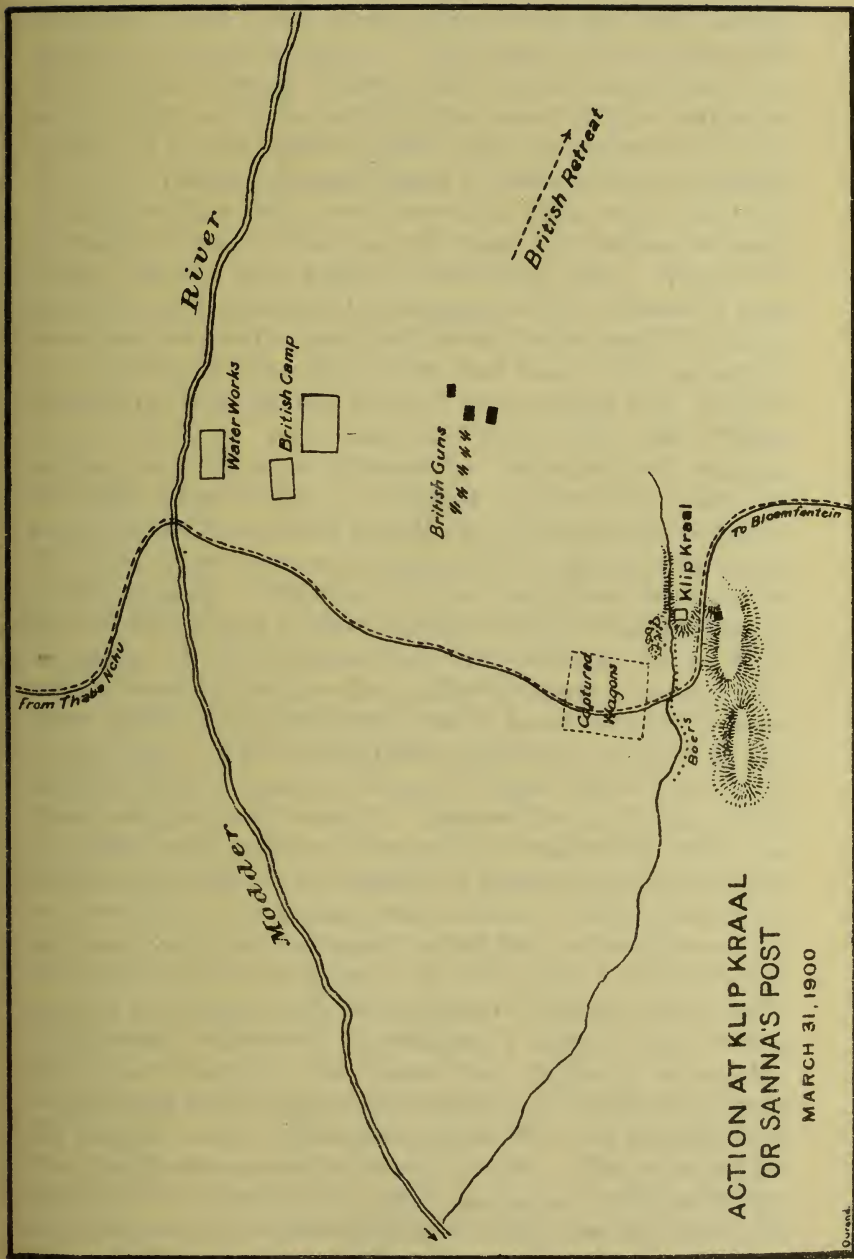 From Thaba Nchu
Modder River
Water Works
British Camp
British Guns
British Retreat
Captured
Wagons
Klip Kraal
Boers
To Bloemfontein
ACTION AT KLIP KRAAL
OR SANNA'S POST
MARCH 31, 1900
Durand.